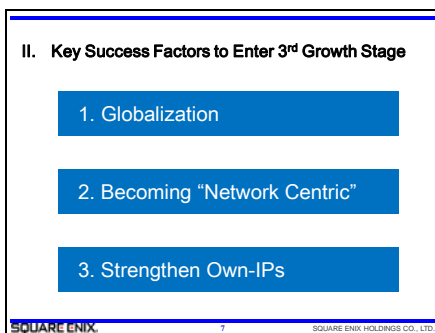 II. Key Success Factors to Enter 3rd Growth Stage
1. Globalization
2. Becoming “Network Centric”
3. Strengthen Own-IPs
SQUARE ENIX.
7
SQUARE ENIX HOLDINGS CO., LTD.